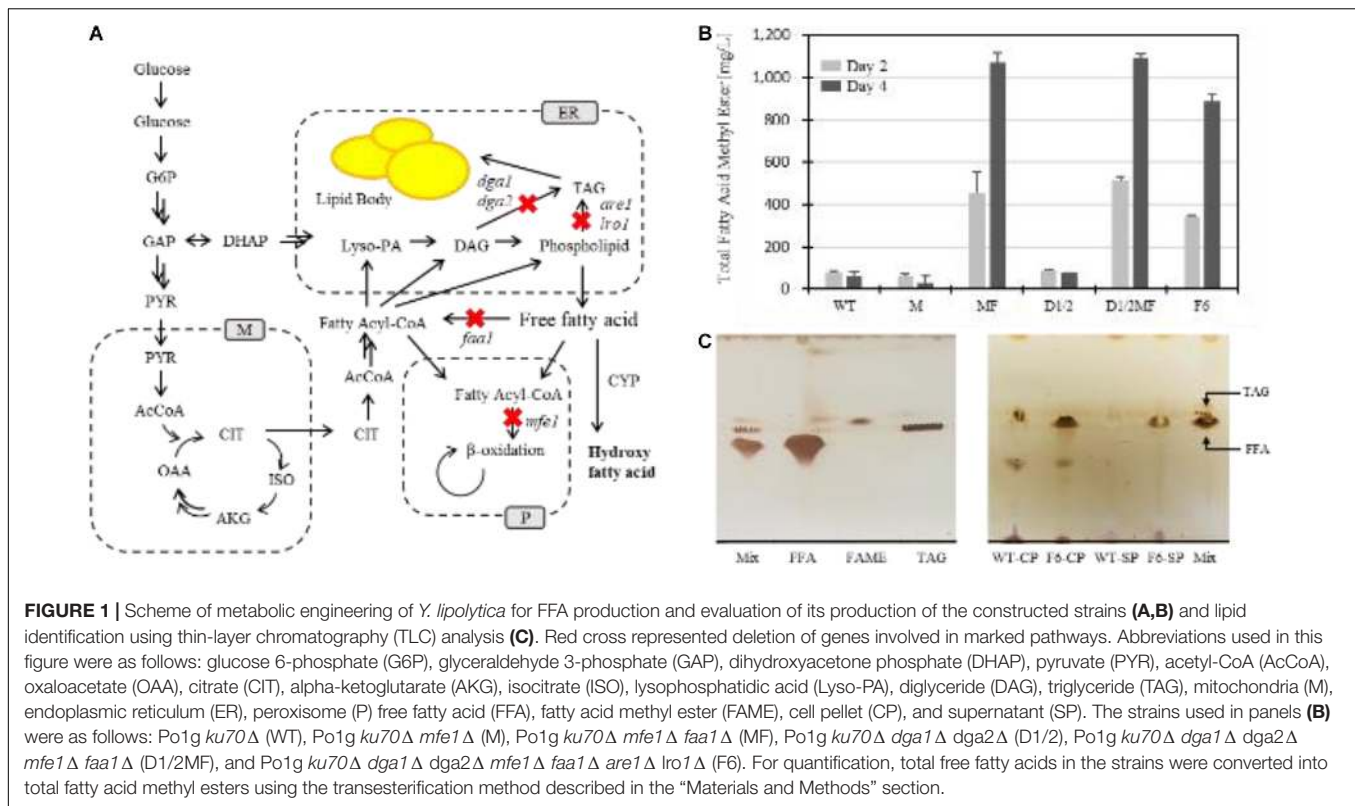 A
Glucose
Glucose
G6P
GAP
DHAP
PYR
M
PYR
AcCoA
CIT
OAA
ISO
AKG
CIT
AcCoA
ER
Lipid Body
dga1
dga2
TAG
are1
lro1
Lyso-PA
DAG
Phospholipid
Fatty Acyl-CoA
Free fatty acid
faa1
CYP
Fatty Acyl-CoA
mfe1
β-oxidation
P
Hydroxy
fatty acid
B
Total Fatty Acid Methyl Ester [mg/L]
1,200
1,000
800
600
400
200
0
Day 2
Day 4
WT
M
MF
D1/2
D1/2MF
F6
C
Mix
FFA
FAME
TAG
TAG
FFA
WT-CP
F6-CP
WT-SP
F6-SP
Mix
FIGURE 1 | Scheme of metabolic engineering of Y. lipolytica for FFA production and evaluation of its production of the constructed strains (A,B) and lipid
identification using thin-layer chromatography (TLC) analysis (C). Red cross represented deletion of genes involved in marked pathways. Abbreviations used in this
figure were as follows: glucose 6-phosphate (G6P), glyceraldehyde 3-phosphate (GAP), dihydroxyacetone phosphate (DHAP), pyruvate (PYR), acetyl-CoA (AcCoA),
oxaloacetate (OAA), citrate (CIT), alpha-ketoglutarate (AKG), isocitrate (ISO), lysophosphatidic acid (Lyso-PA), diglyceride (DAG), triglyceride (TAG), mitochondria (M),
endoplasmic reticulum (ER), peroxisome (P) free fatty acid (FFA), fatty acid methyl ester (FAME), cell pellet (CP), and supernatant (SP). The strains used in panels (B)
were as follows: Po1g ku70Δ (WT), Po1g ku70Δ mfe1Δ (M), Po1g ku70Δ mfe1Δ faa1Δ (MF), Po1g ku70Δ dga1Δ dga2Δ (D1/2), Po1g ku70Δ dga1Δ dga2Δ
mfe1Δ faa1Δ (D1/2MF), and Po1g ku70Δ dga1Δ dga2Δ mfe1Δ faa1Δ are1Δ lro1Δ (F6). For quantification, total free fatty acids in the strains were converted into
total fatty acid methyl esters using the transesterification method described in the “Materials and Methods” section.